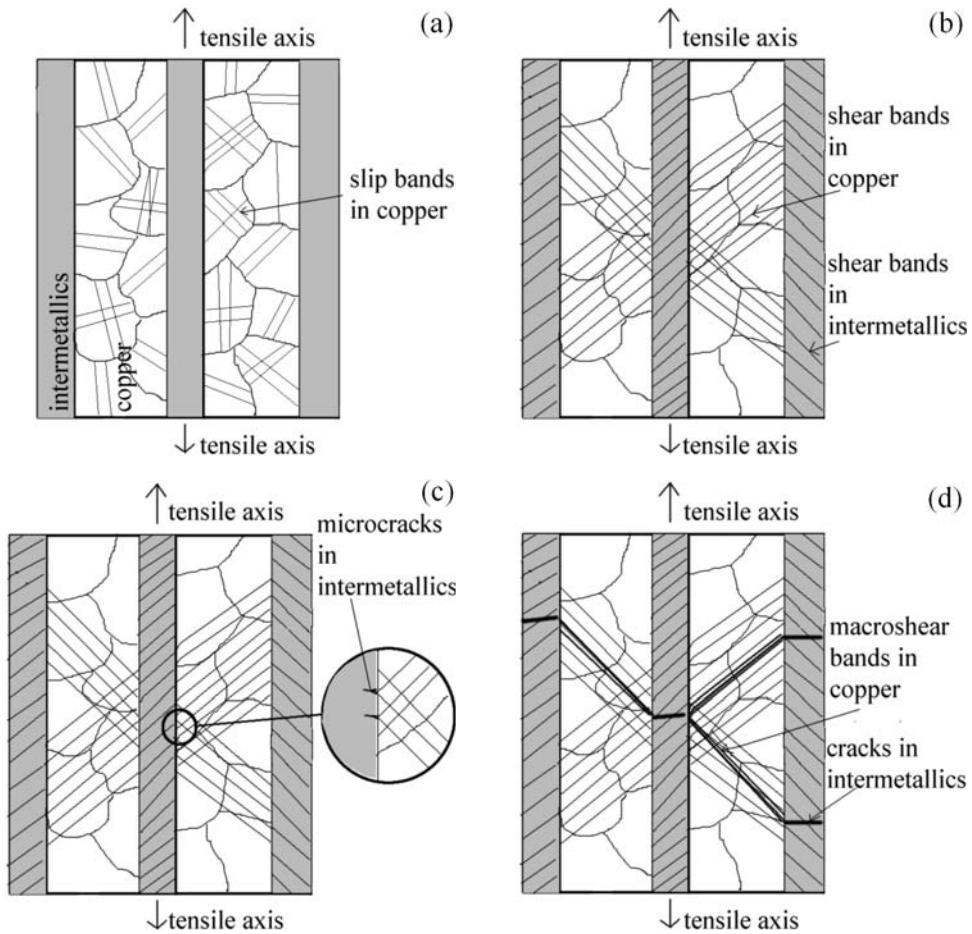 tensile axis
(a)
slip bands
in copper
intermetallics
copper
tensile axis
tensile axis
(b)
shear bands
in
copper
shear bands
in
intermetallics
tensile axis
tensile axis
(c)
microcracks
in
intermetallics
tensile axis
tensile axis
(d)
macroshear
bands in
copper
cracks in
intermetallics
tensile axis